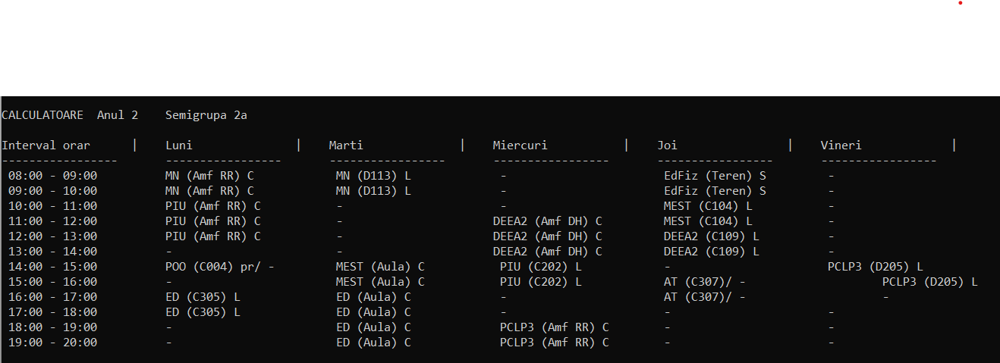 CALCULATOARE  Anul 2    Semigrupa 2a
Interval orar      |    Luni               |    Marti              |    Miercuri           |    Joi                |    Vineri             |
-----------------       -----------------       -----------------       -----------------       -----------------       -----------------
 08:00 - 09:00          MN (Amf RR) C            MN (D113) L             -                       EdFiz (Teren) S         -
 09:00 - 10:00          MN (Amf RR) C            MN (D113) L             -                       EdFiz (Teren) S         -
 10:00 - 11:00          PIU (Amf RR) C           -                       -                       MEST (C104) L           -
 11:00 - 12:00          PIU (Amf RR) C           -                      DEEA2 (Amf DH) C         MEST (C104) L           -
 12:00 - 13:00          PIU (Amf RR) C           -                      DEEA2 (Amf DH) C         DEEA2 (C109) L          -
 13:00 - 14:00          -                        -                      DEEA2 (Amf DH) C         DEEA2 (C109) L          -
 14:00 - 15:00          POO (C004) pr/ -         MEST (Aula) C           PIU (C202) L            -                       PCLP3 (D205) L
 15:00 - 16:00          -                        MEST (Aula) C           PIU (C202) L            AT (C307)/ -                    PCLP3 (D205) L
 16:00 - 17:00          ED (C305) L              ED (Aula) C             -                       AT (C307)/ -                    -
 17:00 - 18:00          ED (C305) L              ED (Aula) C             -                       -                       -
 18:00 - 19:00          -                        ED (Aula) C             PCLP3 (Amf RR) C        -                       -
 19:00 - 20:00          -                        ED (Aula) C             PCLP3 (Amf RR) C        -                       -